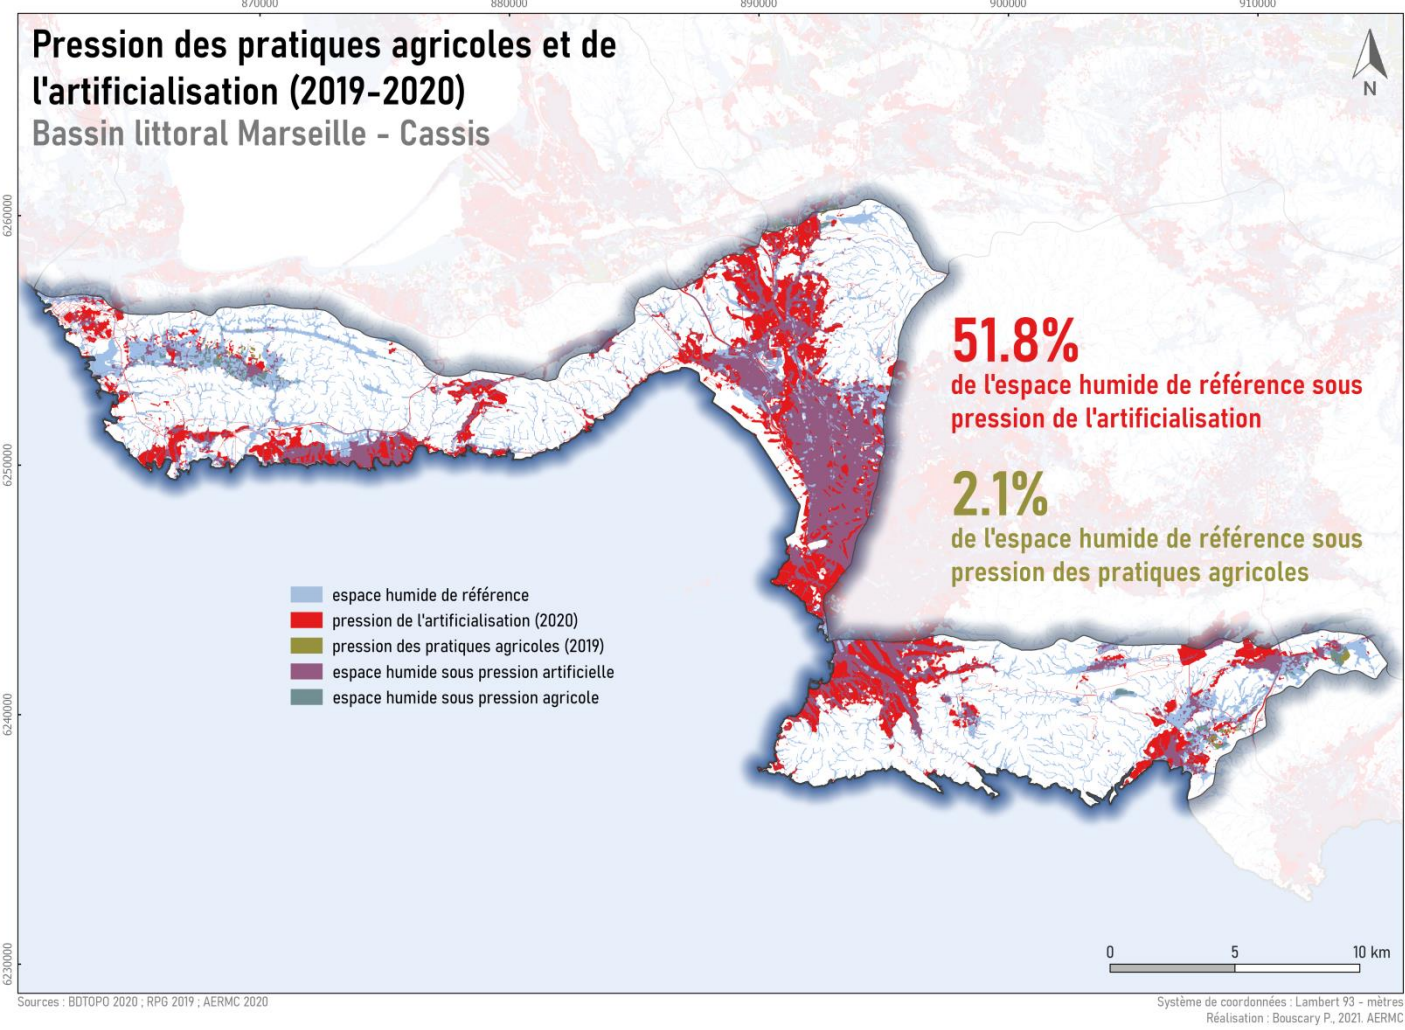 870000
880000
890000
900000
910000
Pression des pratiques agricoles et de
l'artificialisation (2019-2020)
Bassin littoral Marseille - Cassis
N
6260000
6250000
6240000
6230000
51.8%
de l'espace humide de référence sous
pression de l'artificialisation
2.1%
de l'espace humide de référence sous
pression des pratiques agricoles
espace humide de référence
pression de l'artificialisation (2020)
pression des pratiques agricoles (2019)
espace humide sous pression artificielle
espace humide sous pression agricole
0 5 10 km
Sources : BDTOPO 2020 ; RPG 2019 ; AERMC 2020
Système de coordonnées : Lambert 93 - mètres
Réalisation : Bouscary P., 2021. AERMC